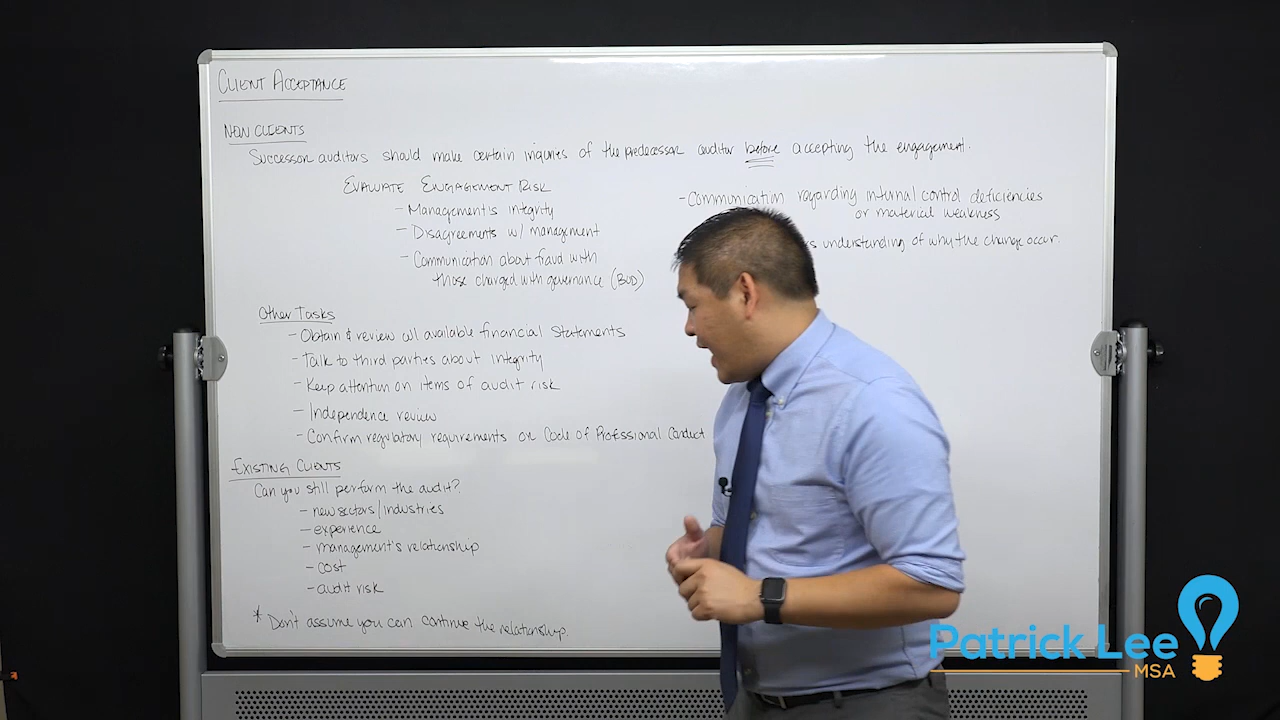 CLIENT ACCEPTANCE
NEW CLIENTS
Successor auditors should make certain inquiries of the predecessor auditor before accepting the engagement.
EVALUATE ENGAGEMENT RISK
- Management's integrity
- Disagreements w/ management
- Communication about fraud with
those charged with governance (BOD)
- Communication regarding internal control deficiencies
or material weakness
understanding of why the change occur.
Other Tasks
- Obtain & review all available financial statements
- Talk to third parties about integrity
- Keep attention on items of audit risk
- Independence review
- Confirm regulatory requirements or Code of Professional Conduct
EXISTING CLIENTS
Can you still perform the audit?
- new sectors/industries
- experience
- management's relationship
- cost
- audit risk
* Don't assume you can continue the relationship.
Patrick Lee
MSA